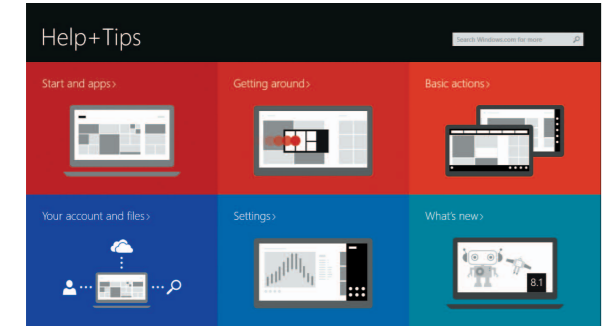 Help+Tips
Search Windows.com for more
Start and apps›
Getting around›
Basic actions›
Your account and files›
Settings›
What's new›
8.1